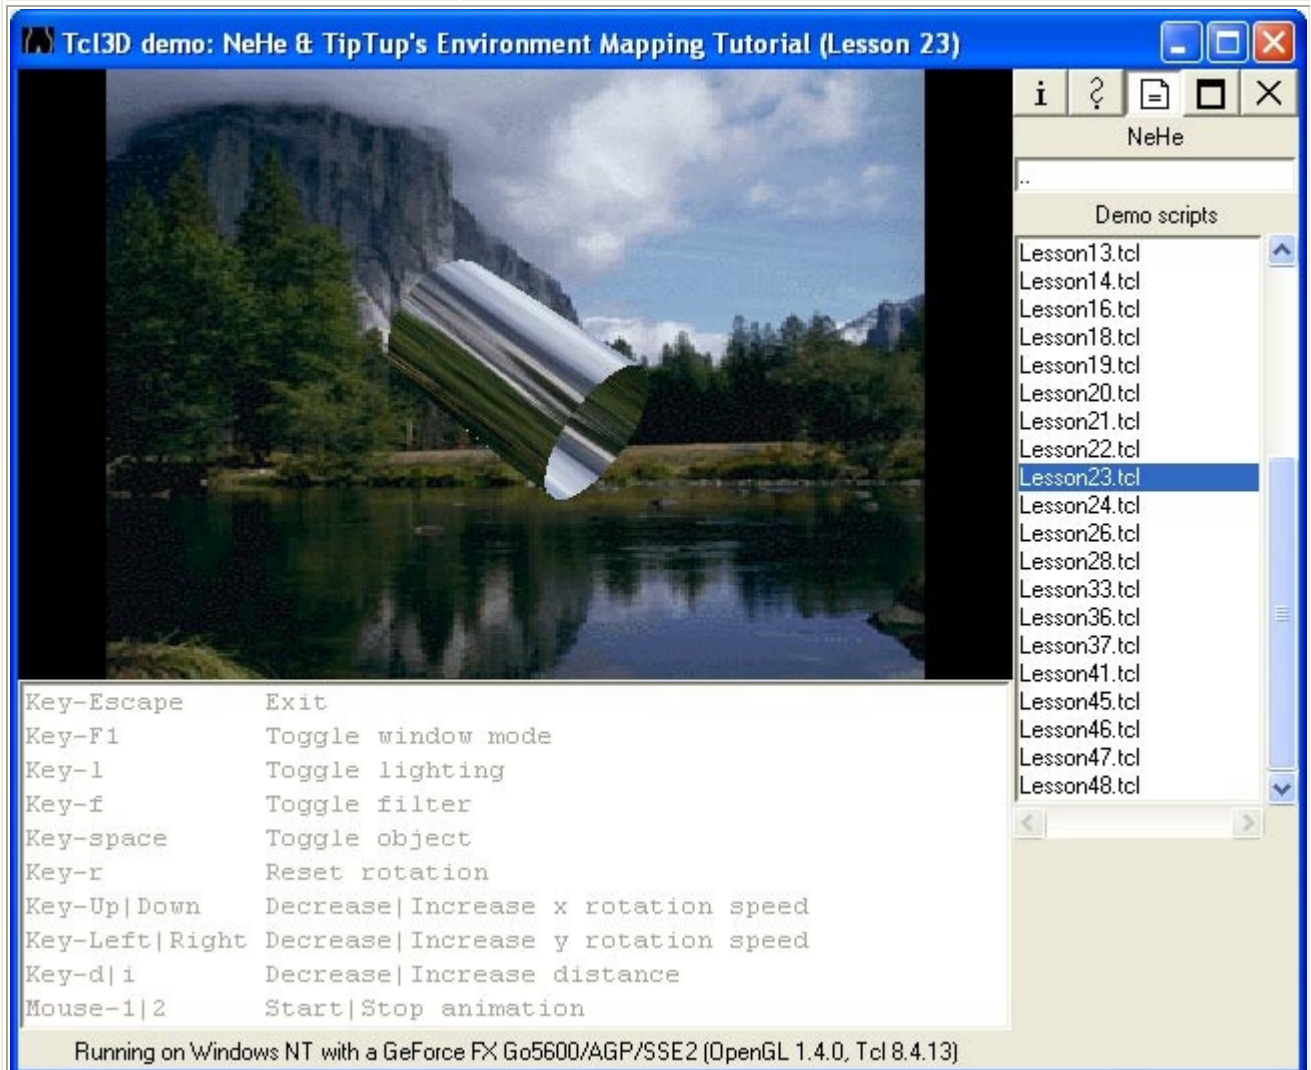 Tcl3D demo: NeHe & TipTup's Environment Mapping Tutorial (Lesson 23)
i ?
NeHe
..
Demo scripts
Lesson13.tcl
Lesson14.tcl
Lesson16.tcl
Lesson18.tcl
Lesson19.tcl
Lesson20.tcl
Lesson21.tcl
Lesson22.tcl
Lesson23.tcl
Lesson24.tcl
Lesson26.tcl
Lesson28.tcl
Lesson33.tcl
Lesson36.tcl
Lesson37.tcl
Lesson41.tcl
Lesson45.tcl
Lesson46.tcl
Lesson47.tcl
Lesson48.tcl
Key-Escape Exit
Key-F1 Toggle window mode
Key-l Toggle lighting
Key-f Toggle filter
Key-space Toggle object
Key-r Reset rotation
Key-Up|Down Decrease|Increase x rotation speed
Key-Left|Right Decrease|Increase y rotation speed
Key-d|i Decrease|Increase distance
Mouse-1|2 Start|Stop animation
Running on Windows NT with a GeForce FX Go5600/AGP/SSE2 (OpenGL 1.4.0, Tcl 8.4.13)